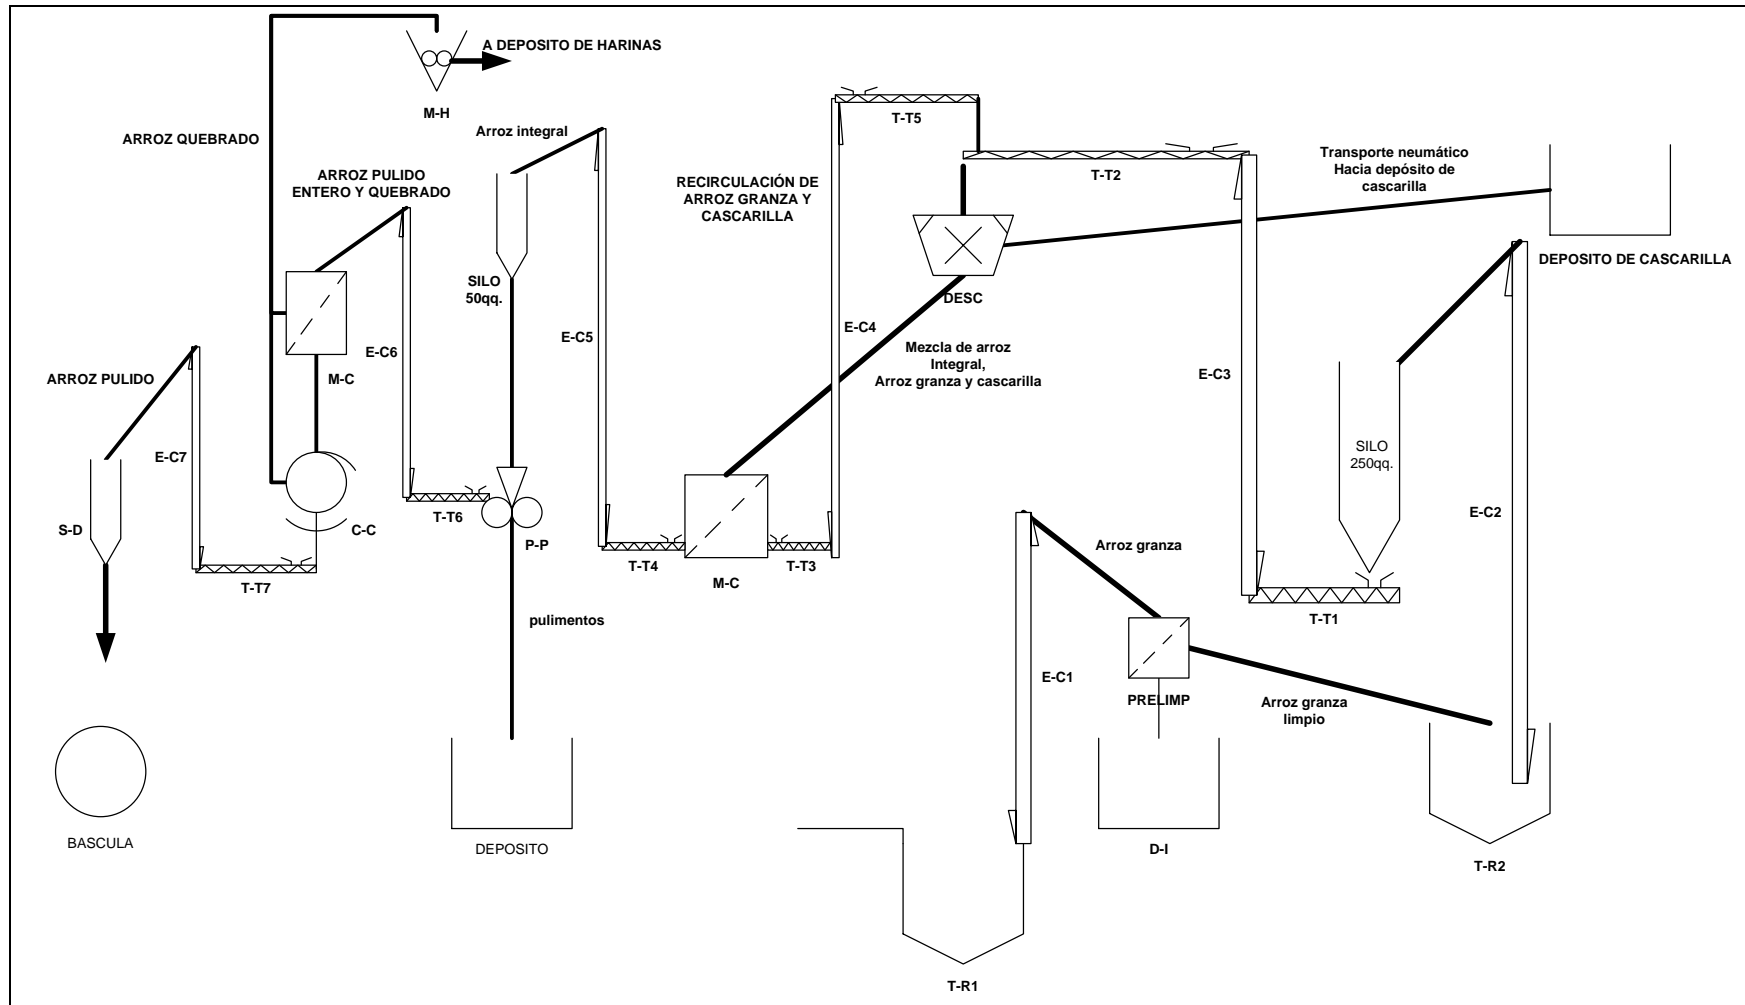 A DEPOSITO DE HARINAS
M-H
ARROZ QUEBRADO
Arroz integral
T-T5
ARROZ PULIDO
ENTERO Y QUEBRADO
RECIRCULACIÓN DE
ARROZ GRANZA Y
CASCARILLA
T-T2
Transporte neumático
Hacia depósito de
cascarilla
DEPOSITO DE CASCARILLA
SILO
50qq.
DESC
E-C6
E-C5
E-C4
Mezcla de arroz
Integral,
Arroz granza y cascarilla
E-C3
ARROZ PULIDO
M-C
SILO
250qq.
E-C7
E-C2
S-D
C-C
T-T6
P-P
T-T7
T-T4
M-C
T-T3
Arroz granza
T-T1
pulimentos
E-C1
PRELIMP
Arroz granza
limpio
BASCULA
DEPOSITO
D-I
T-R2
T-R1